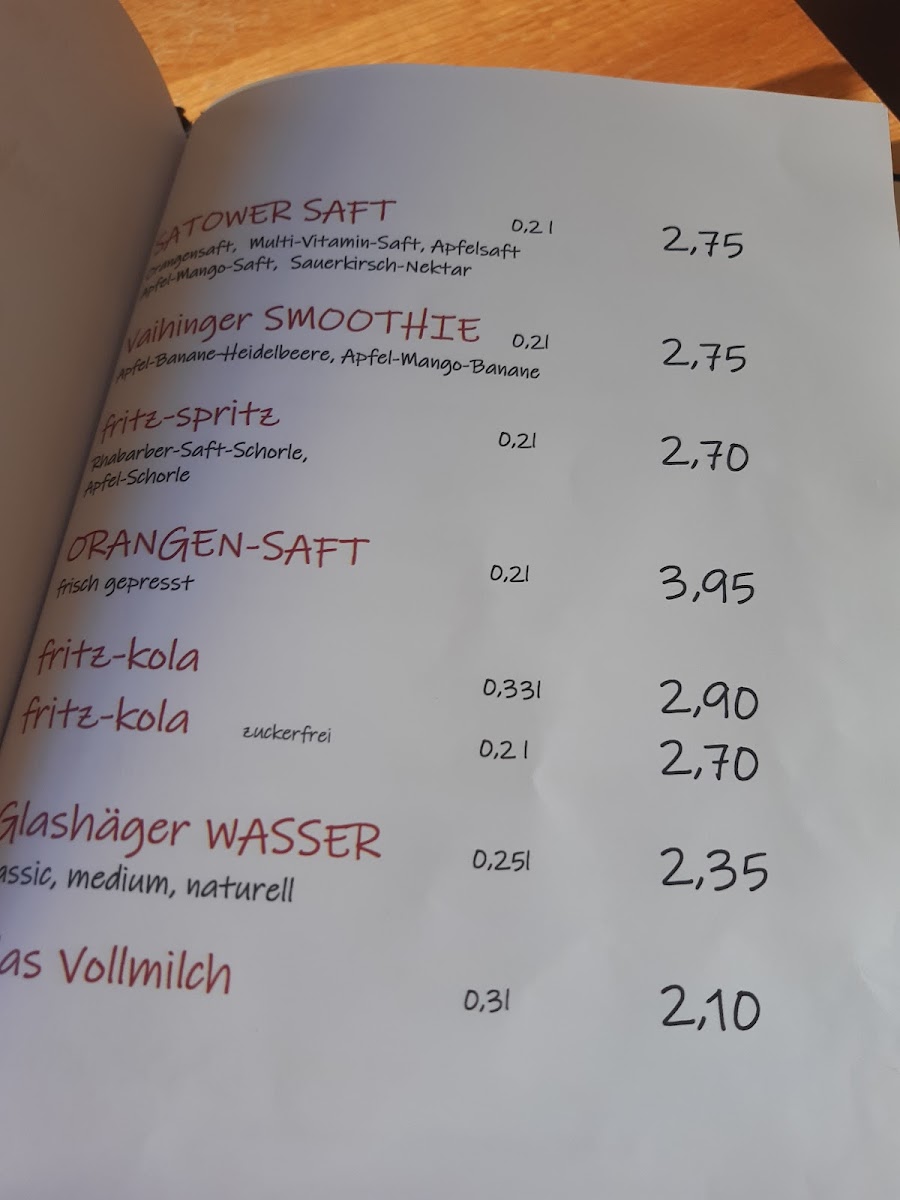 SATOWER SAFT 0,2 l 2,75
Orangensaft, Multi-Vitamin-Saft, Apfelsaft
Apfel-Mango-Saft, Sauerkirsch-Nektar
Vaihinger SMOOTHIE 0,2l 2,75
Apfel-Banane-Heidelbeere, Apfel-Mango-Banane
fritz-spritz 0,2l 2,70
Rhabarber-Saft-Schorle,
Apfel-Schorle
ORANGEN-SAFT 0,2l 3,95
frisch gepresst
fritz-kola 0,33l 2,90
fritz-kola zuckerfrei 0,2 l 2,70
Glashäger WASSER 0,25l 2,35
assic, medium, naturell
as Vollmilch 0,3l 2,10